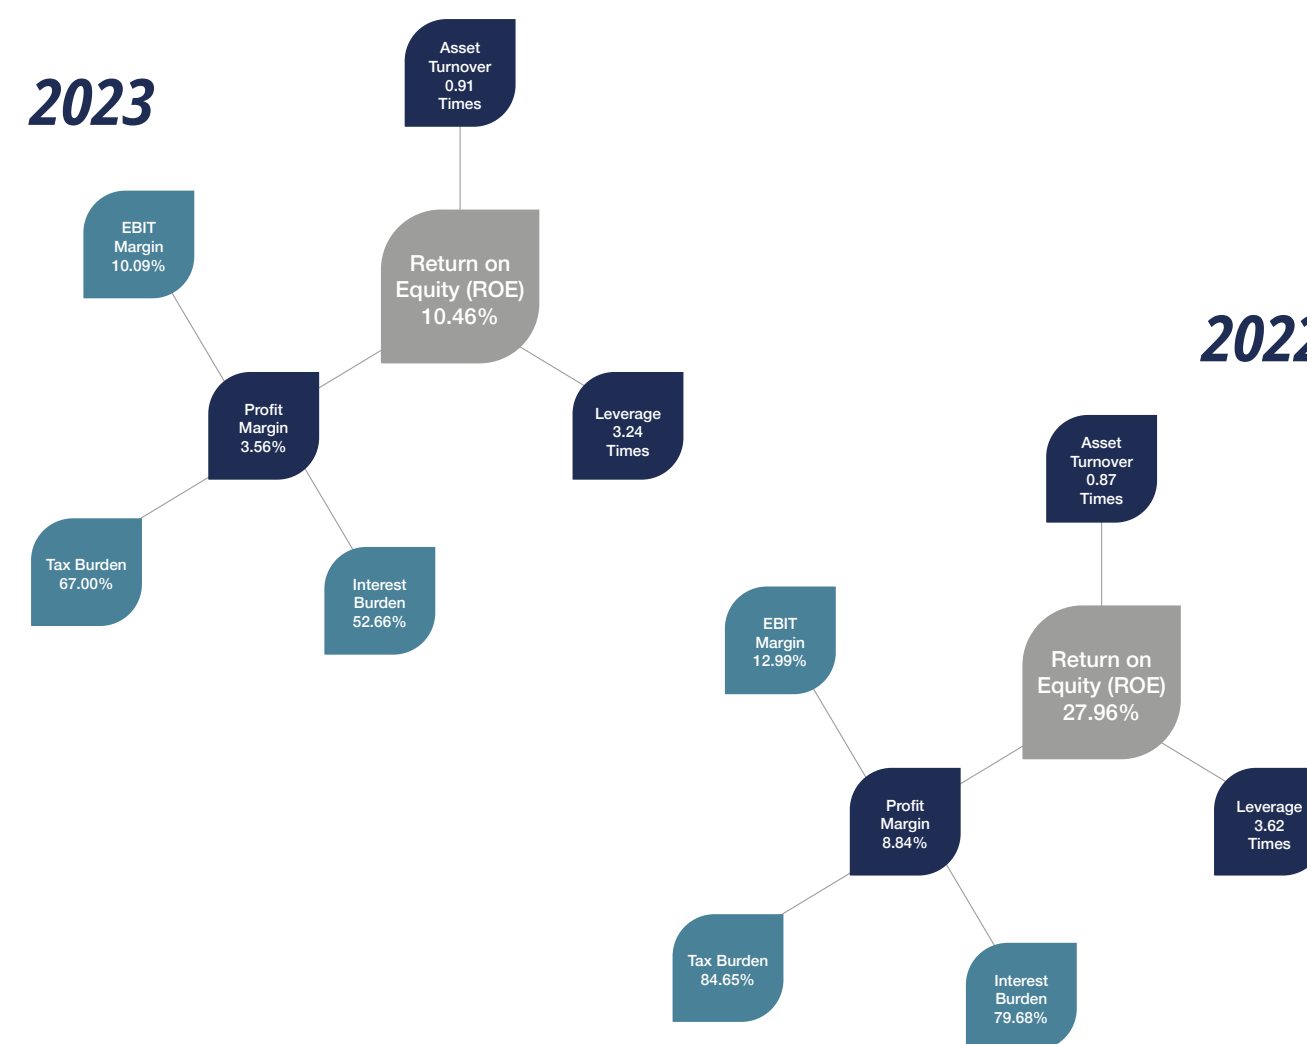 2023
Asset
Turnover
0.91
Times
EBIT
Margin
10.09%
Return on
Equity (ROE)
10.46%
Profit
Margin
3.56%
Leverage
3.24
Times
Tax Burden
67.00%
Interest
Burden
52.66%
2022
Asset
Turnover
0.87
Times
EBIT
Margin
12.99%
Return on
Equity (ROE)
27.96%
Profit
Margin
8.84%
Leverage
3.62
Times
Tax Burden
84.65%
Interest
Burden
79.68%